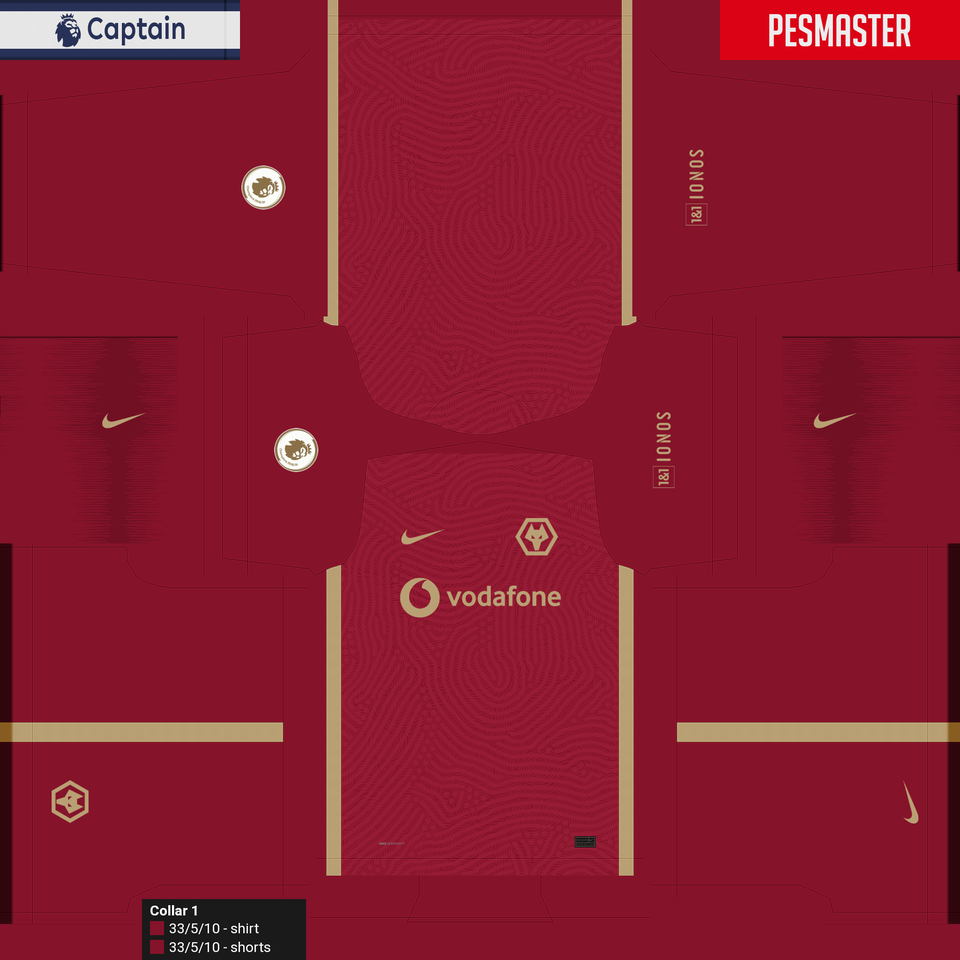 Captain
PESMASTER
1&1 IONOS
1&1 IONOS
vodafone
Collar 1
33/5/10 - shirt
33/5/10 - shorts